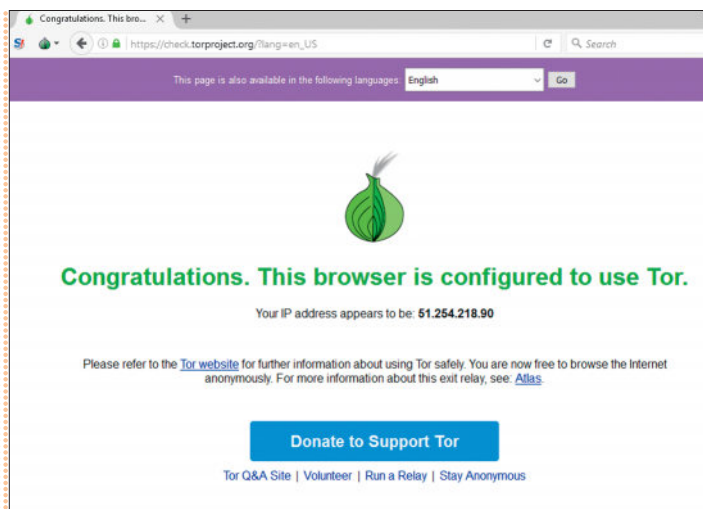 Congratulations. This bro...
https://check.torproject.org/?lang=en_US
Search
This page is also available in the following languages: English Go
Congratulations. This browser is configured to use Tor.
Your IP address appears to be: 51.254.218.90
Please refer to the Tor website for further information about using Tor safely. You are now free to browse the Internet
anonymously. For more information about this exit relay, see: Atlas.
Donate to Support Tor
Tor Q&A Site | Volunteer | Run a Relay | Stay Anonymous